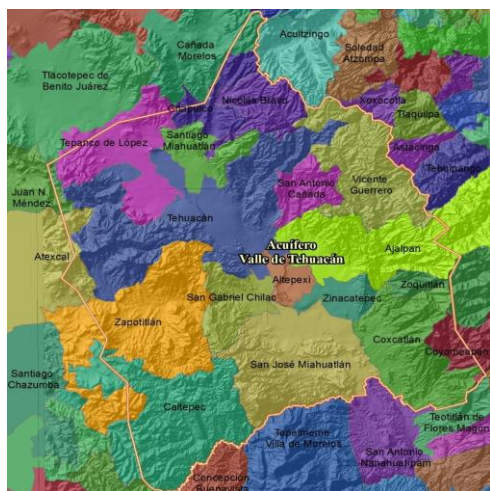 Cañada
Morelos
Acultzingo
Soledad
Atzompa
Tlacotepec de
Benito Juárez
Chapulco
Nicolás Bravo
Xoxocotla
Tlaquilpa
Tepanco de López
Santiago
Miahuatlán
Astacinga
Tehuipango
Juan N.
Méndez
San Antonio
Cañada
Vicente
Guerrero
Tehuacán
Atexcal
Acuífero
Valle de Tehuacán
Ajalpan
Altepexi
Zoquitlán
San Gabriel Chilac
Zinacatepec
Zapotitlán
Coxcatlán
Coyomeapan
San José Miahuatlán
Santiago
Chazumba
Caltepec
Teotitlán de
Flores Magón
Tepelmeme
Villa de Morelos
San Antonio
Nanahuatipam
Concepción
Buenavista